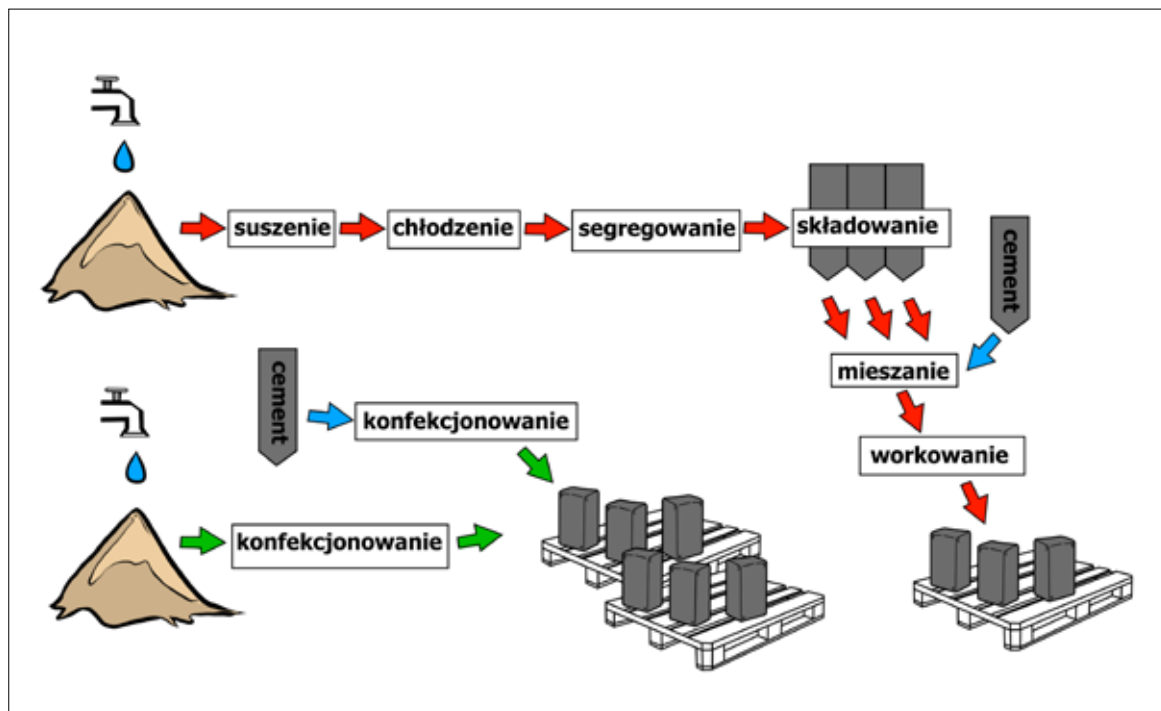 suszenie
chłodzenie
segregowanie
składowanie
cement
mieszanie
workowanie
cement
konfekcjonowanie
konfekcjonowanie